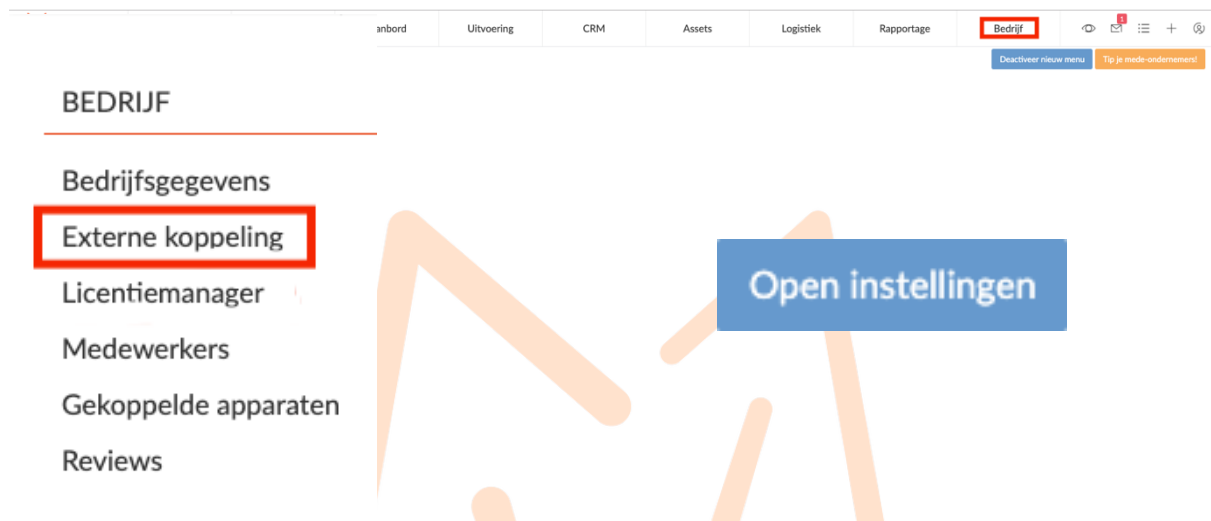 Uitvoering CRM Assets Logistiek Rapportage Bedrijf 1
Deactiveer nieuw menu Tip je mede-ondernemers!
BEDRIJF
Bedrijfsgegevens
Externe koppeling
Licentiemanager
Medewerkers
Gekoppelde apparaten
Reviews
Open instellingen